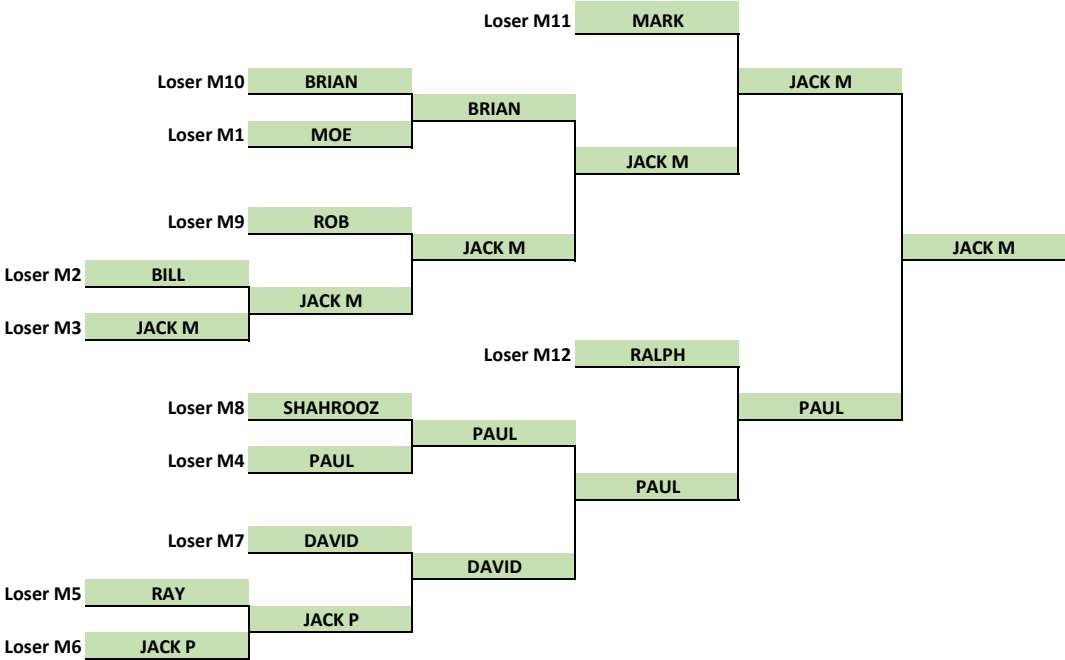 Loser M11 MARK
Loser M10 BRIAN JACK M
BRIAN
Loser M1 MOE
JACK M
Loser M9 ROB
JACK M JACK M
Loser M2 BILL
JACK M
Loser M3 JACK M
Loser M12 RALPH
Loser M8 SHAHROOZ PAUL
PAUL
Loser M4 PAUL
PAUL
Loser M7 DAVID
DAVID
Loser M5 RAY
JACK P
Loser M6 JACK P